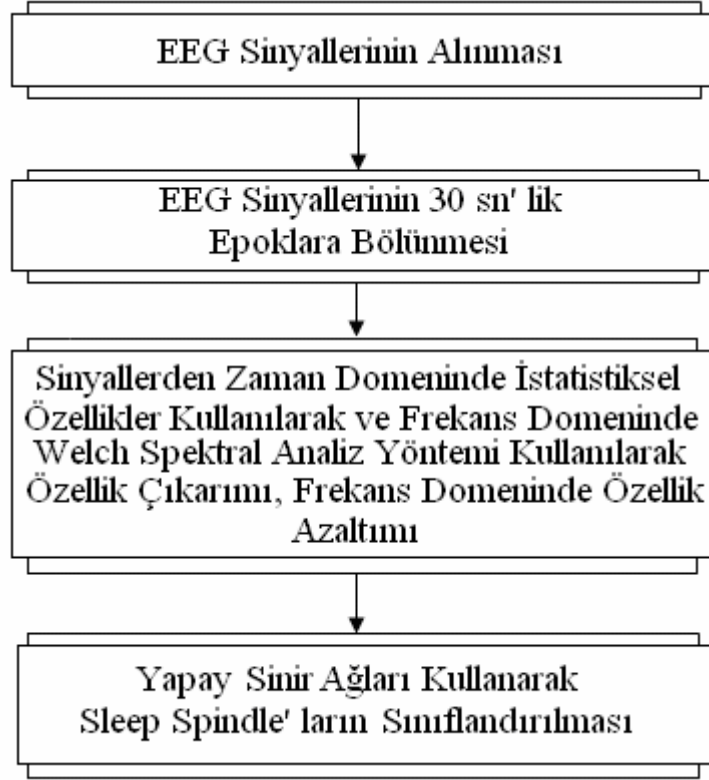 EEG Sinyallerinin Alınması
EEG Sinyallerinin 30 sn' lik
Epoklara Bölünmesi
Sinyallerden Zaman Domeninde İstatistiksel
Özellikler Kullanılarak ve Frekans Domeninde
Welch Spektral Analiz Yöntemi Kullanılarak
Özellik Çıkarımı, Frekans Domeninde Özellik
Azaltımı
Yapay Sinir Ağları Kullanarak
Sleep Spindle' ların Sınıflandırılması